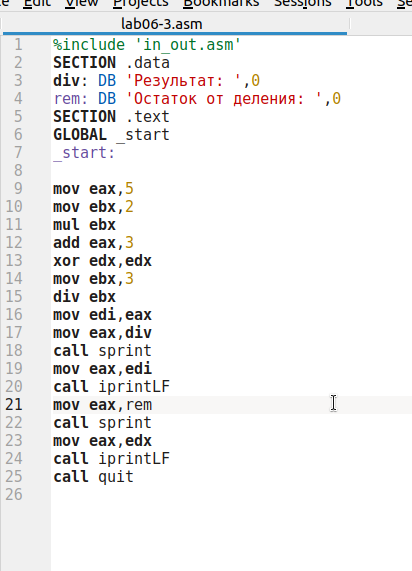 Edit View Projects Bookmarks Sessions Tools
lab06-3.asm
1 %include 'in_out.asm'
2 SECTION .data
3 div: DB 'Результат: ',0
4 rem: DB 'Остаток от деления: ',0
5 SECTION .text
6 GLOBAL _start
7 _start:
8
9 mov eax,5
10 mov ebx,2
11 mul ebx
12 add eax,3
13 xor edx,edx
14 mov ebx,3
15 div ebx
16 mov edi,eax
17 mov eax,div
18 call sprint
19 mov eax,edi
20 call iprintLF
21 mov eax,rem
22 call sprint
23 mov eax,edx
24 call iprintLF
25 call quit
26